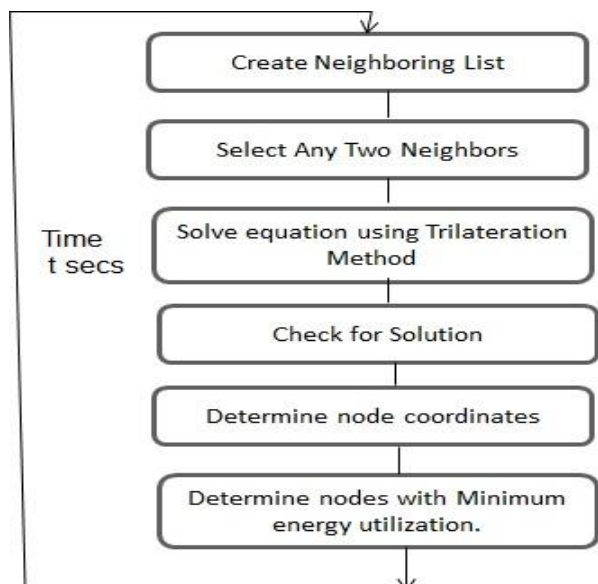 Create Neighboring List
Select Any Two Neighbors
Time
t secs
Solve equation using Trilateration
Method
Check for Solution
Determine node coordinates
Determine nodes with Minimum
energy utilization.